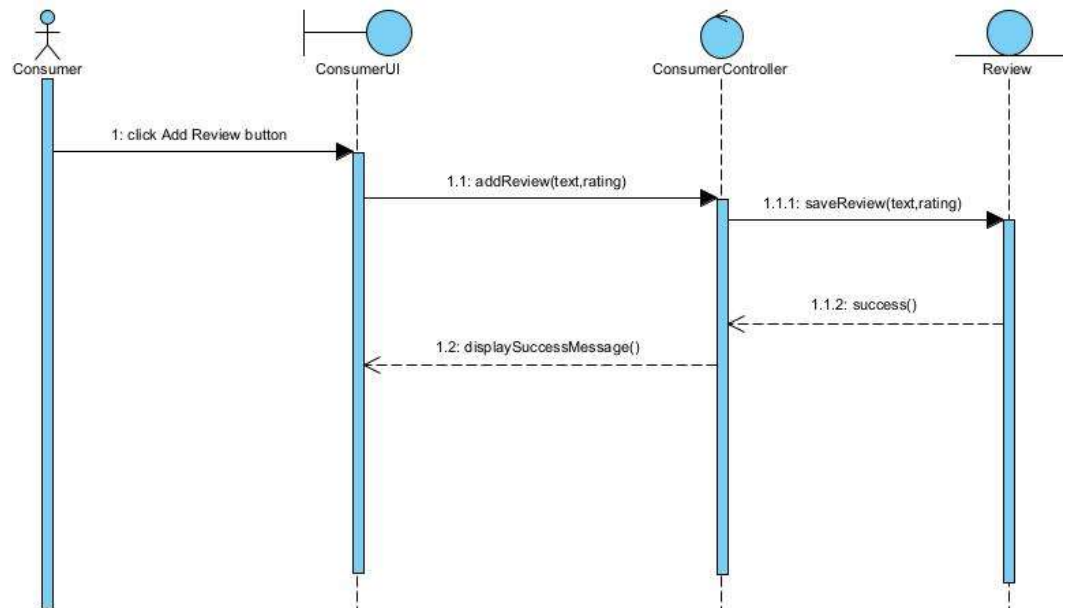 Consumer
ConsumerUI
ConsumerController
Review
1: click Add Review button
1.1: addReview(text,rating)
1.1.1: saveReview(text,rating)
1.1.2: success()
1.2: displaySuccessMessage()